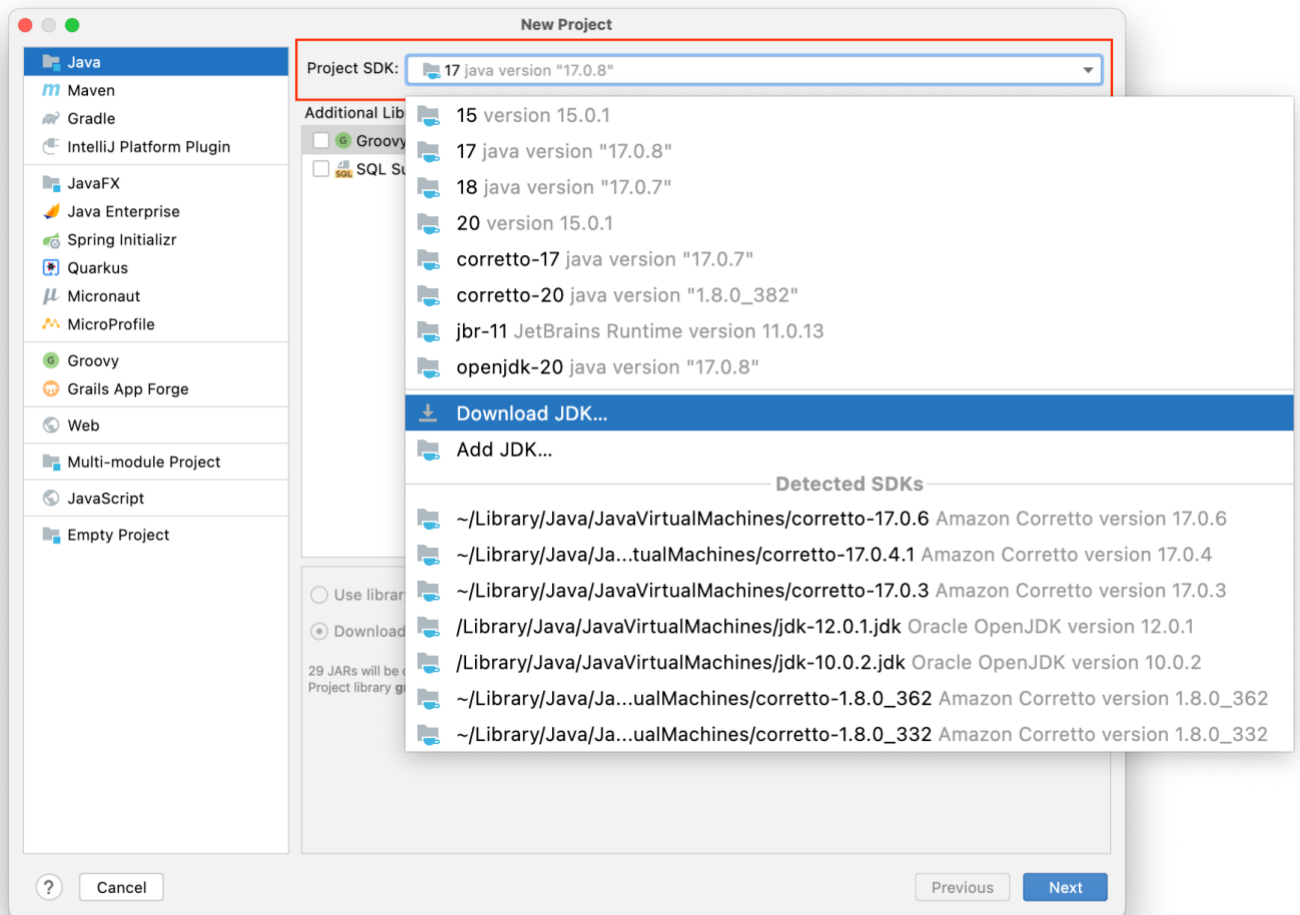 New Project
Java
Maven
Gradle
IntelliJ Platform Plugin
JavaFX
Java Enterprise
Spring Initializr
Quarkus
Micronaut
MicroProfile
Groovy
Grails App Forge
Web
Multi-module Project
JavaScript
Empty Project
Project SDK: 17 java version "17.0.8"
Additional Lib
Groovy
SQL Su
15 version 15.0.1
17 java version "17.0.8"
18 java version "17.0.7"
20 version 15.0.1
corretto-17 java version "17.0.7"
corretto-20 java version "1.8.0_382"
jbr-11 JetBrains Runtime version 11.0.13
openjdk-20 java version "17.0.8"
Download JDK...
Add JDK...
Detected SDKs
~/Library/Java/JavaVirtualMachines/corretto-17.0.6 Amazon Corretto version 17.0.6
~/Library/Java/Ja...tualMachines/corretto-17.0.4.1 Amazon Corretto version 17.0.4
~/Library/Java/JavaVirtualMachines/corretto-17.0.3 Amazon Corretto version 17.0.3
/Library/Java/JavaVirtualMachines/jdk-12.0.1.jdk Oracle OpenJDK version 12.0.1
/Library/Java/JavaVirtualMachines/jdk-10.0.2.jdk Oracle OpenJDK version 10.0.2
~/Library/Java/Ja...ualMachines/corretto-1.8.0_362 Amazon Corretto version 1.8.0_362
~/Library/Java/Ja...ualMachines/corretto-1.8.0_332 Amazon Corretto version 1.8.0_332
Use librar
Download
29 JARs will be
Project library
? Cancel
Previous Next